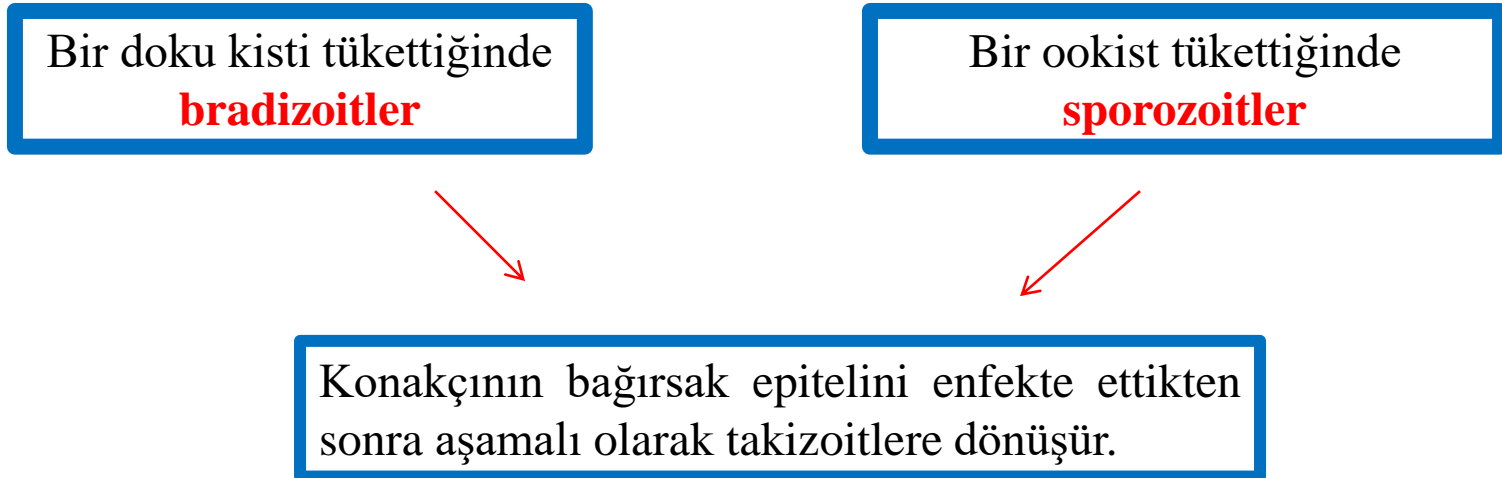 Bir doku kisti tükettiğinde
bradizoitler
Bir ookist tükettiğinde
sporozoitler
Konakçının bağırsak epitelini enfekte ettikten
sonra aşamalı olarak takizoitlere dönüşür.